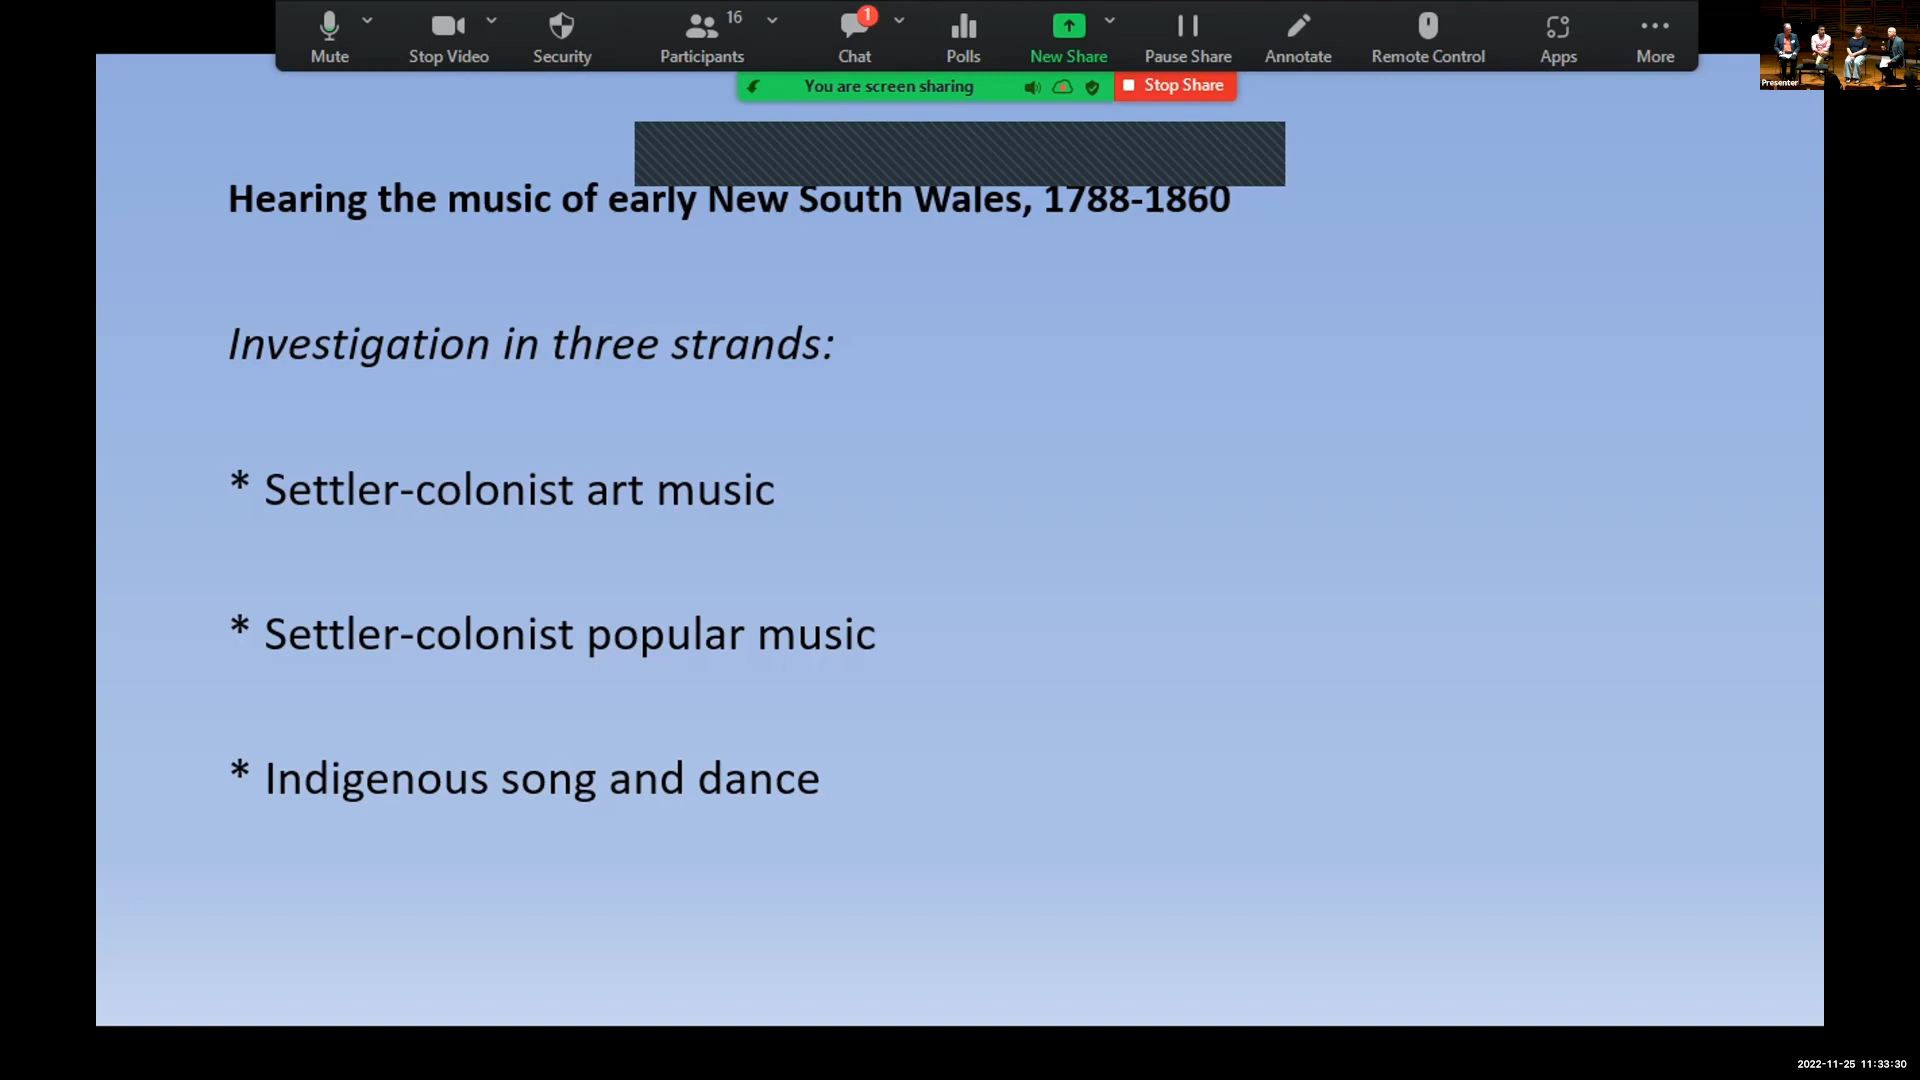 16
1
Mute
Stop Video
Security
Participants
Chat
Polls
New Share
Pause Share
Annotate
Remote Control
Apps
More
You are screen sharing
Stop Share
Presenter
Hearing the music of early New South Wales, 1788-1860
Investigation in three strands:
* Settler-colonist art music
* Settler-colonist popular music
* Indigenous song and dance
2022-11-25 11:33:30